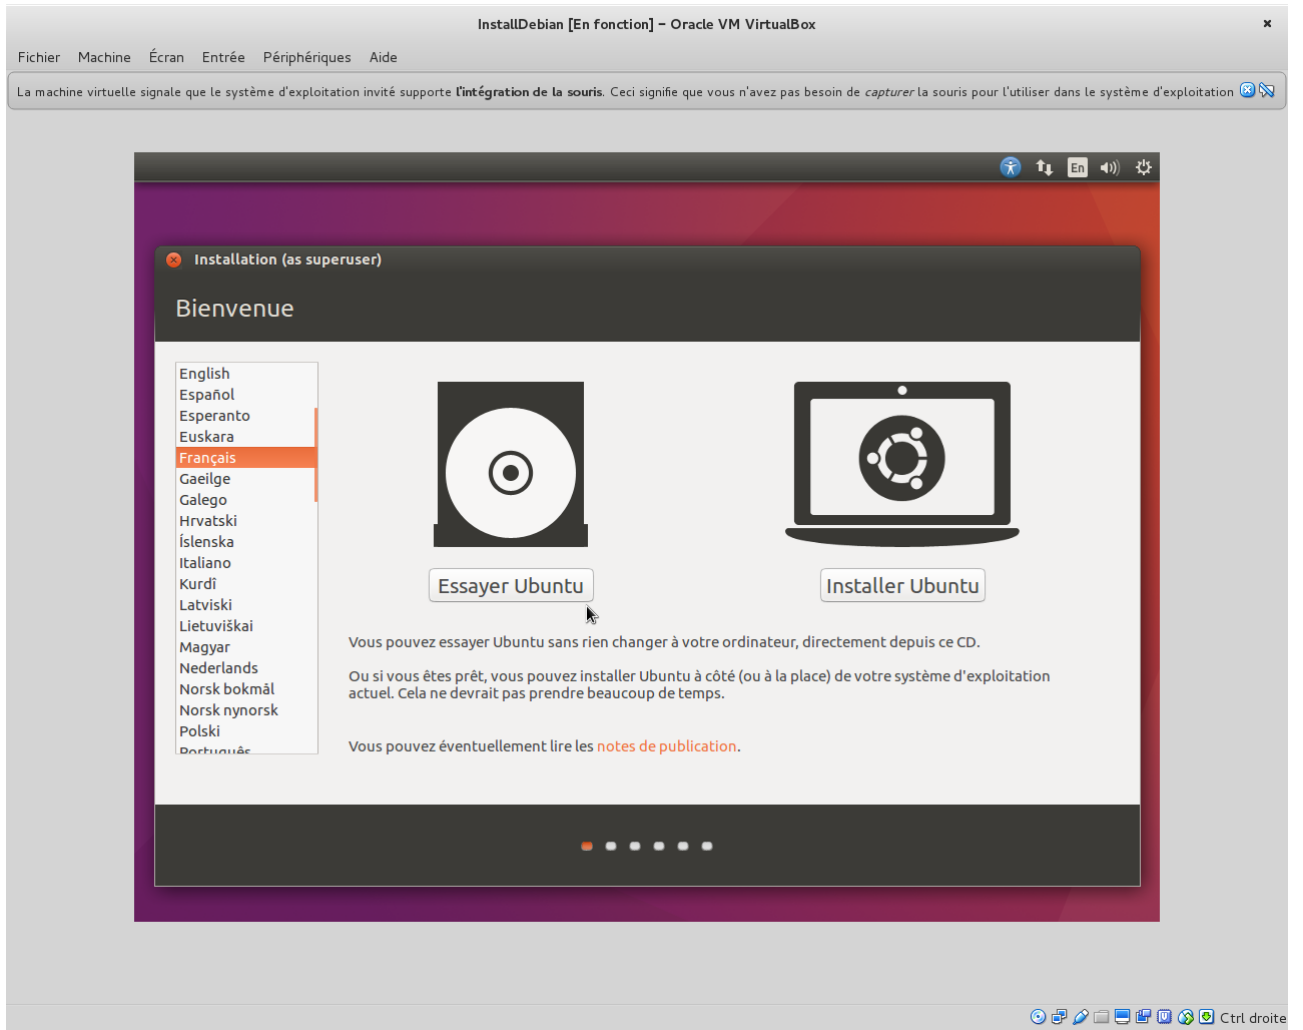 InstallDebian [En fonction] – Oracle VM VirtualBox
Fichier Machine Écran Entrée Périphériques Aide
La machine virtuelle signale que le système d'exploitation invité supporte l'intégration de la souris. Ceci signifie que vous n'avez pas besoin de capturer la souris pour l'utiliser dans le système d'exploitation
En
Installation (as superuser)
Bienvenue
English
Español
Esperanto
Euskara
Français
Gaeilge
Galego
Hrvatski
Íslenska
Italiano
Kurdî
Latviski
Lietuviškai
Magyar
Nederlands
Norsk bokmål
Norsk nynorsk
Polski
Português
Essayer Ubuntu
Installer Ubuntu
Vous pouvez essayer Ubuntu sans rien changer à votre ordinateur, directement depuis ce CD.
Ou si vous êtes prêt, vous pouvez installer Ubuntu à côté (ou à la place) de votre système d'exploitation
actuel. Cela ne devrait pas prendre beaucoup de temps.
Vous pouvez éventuellement lire les notes de publication.
Ctrl droite